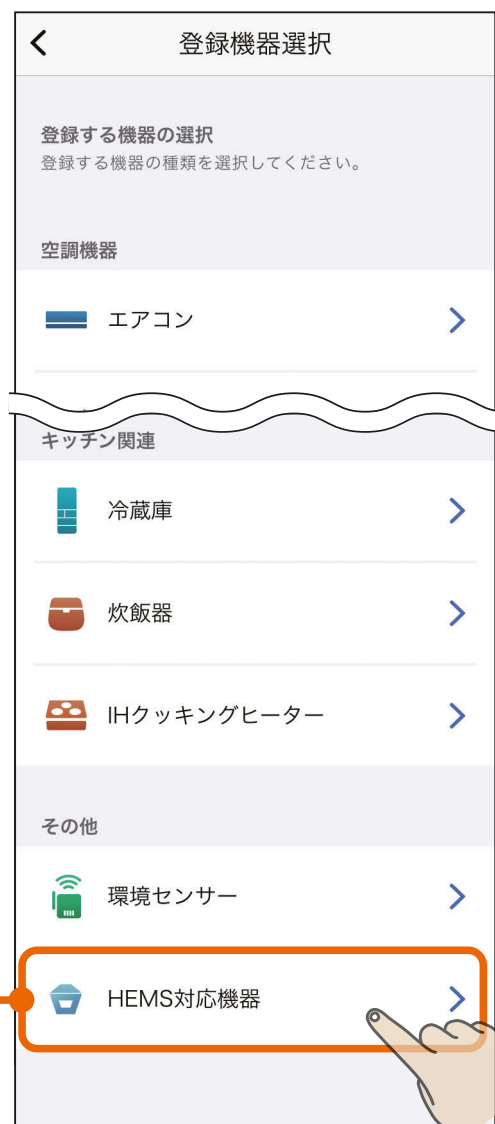 登録機器選択
登録する機器の選択
登録する機器の種類を選択してください。
空調機器
エアコン
キッチン関連
冷蔵庫
炊飯器
IHクッキングヒーター
その他
環境センサー
HEMS対応機器